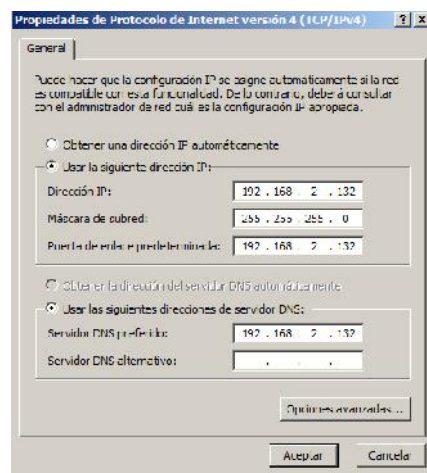 Propiedades de Protocolo de Internet versión 4 (TCP/IPv4)
General
Puede hacer que la configuración IP se asigne automáticamente si la red
es compatible con esta funcionalidad. De lo contrario, deberá consultar
con el administrador de red cuál es la configuración IP apropiada.
Obtener una dirección IP automáticamente
Usar la siguiente dirección IP:
Dirección IP: 192 . 168 . 2 . 132
Máscara de subred: 255 . 255 . 255 . 0
Puerta de enlace predeterminada: 192 . 168 . 2 . 132
Obtener la dirección del servidor DNS automáticamente
Usar las siguientes direcciones de servidor DNS:
Servidor DNS preferido: 192 . 168 . 2 . 132
Servidor DNS alternativo: . . .
Opciones avanzadas...
Aceptar Cancelar